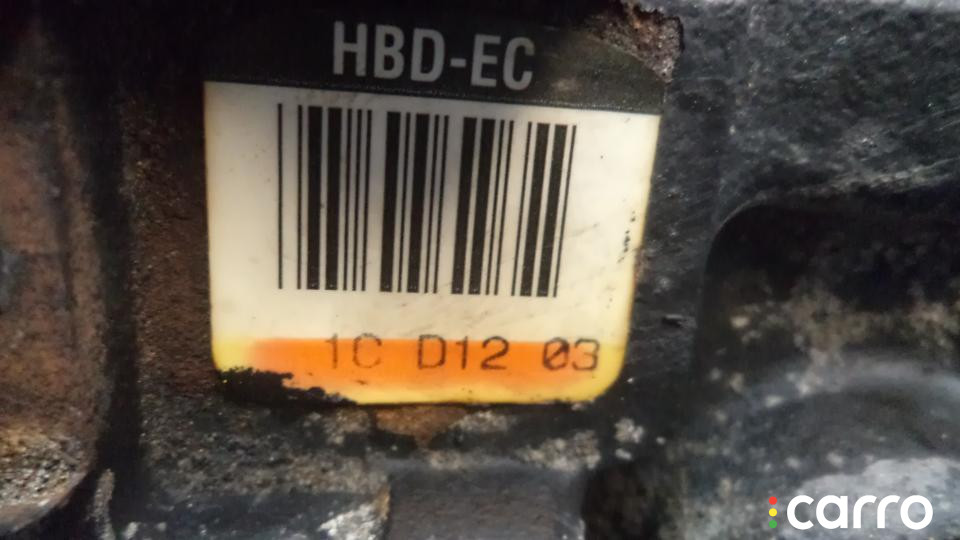 HBD-EC
1C D12 03
carro